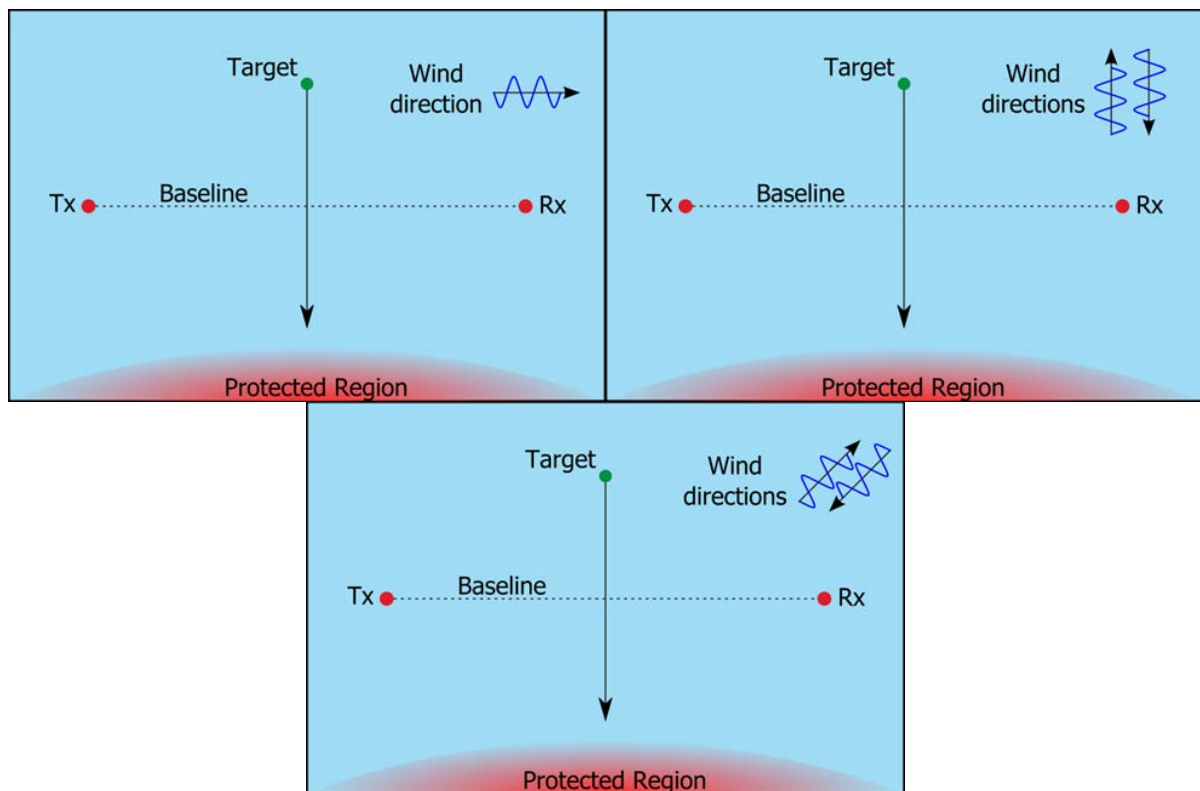 Target
Wind
direction
Tx
Baseline
Rx
Protected Region
Target
Wind
directions
Tx
Baseline
Rx
Protected Region
Target
Wind
directions
Tx
Baseline
Rx
Protected Region